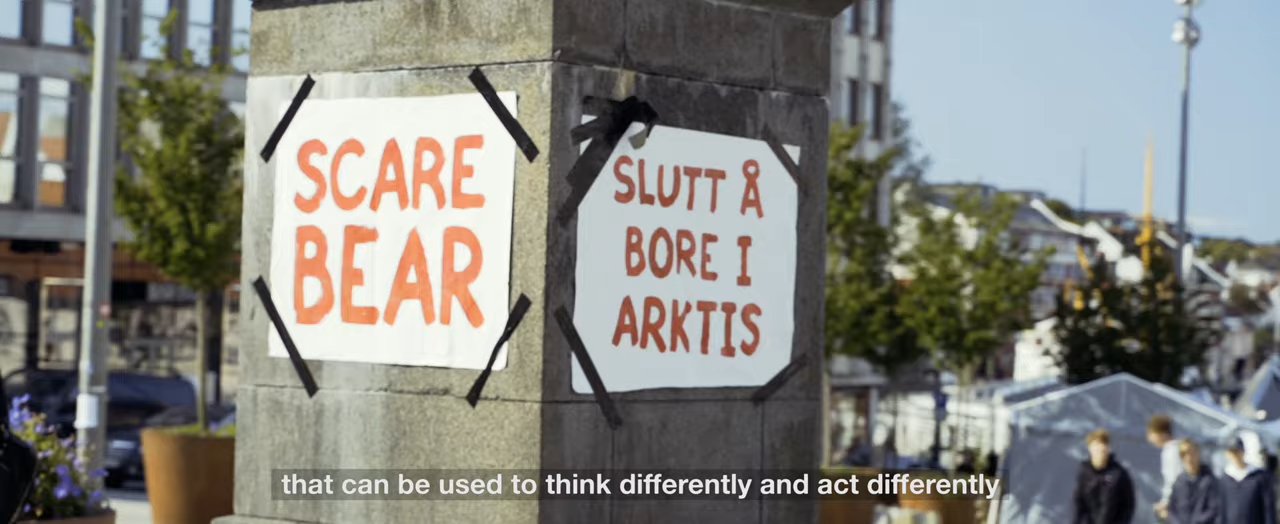 SCARE
BEAR
SLUTT Å
BORE I
ARKTIS
that can be used to think differently and act differently